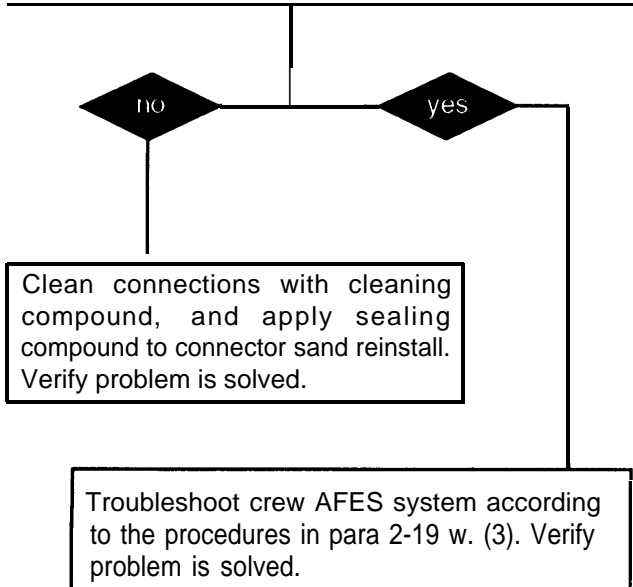 no
yes
Clean connections with cleaning
compound, and apply sealing
compound to connector sand reinstall.
Verify problem is solved.
Troubleshoot crew AFES system according
to the procedures in para 2-19 w. (3). Verify
problem is solved.